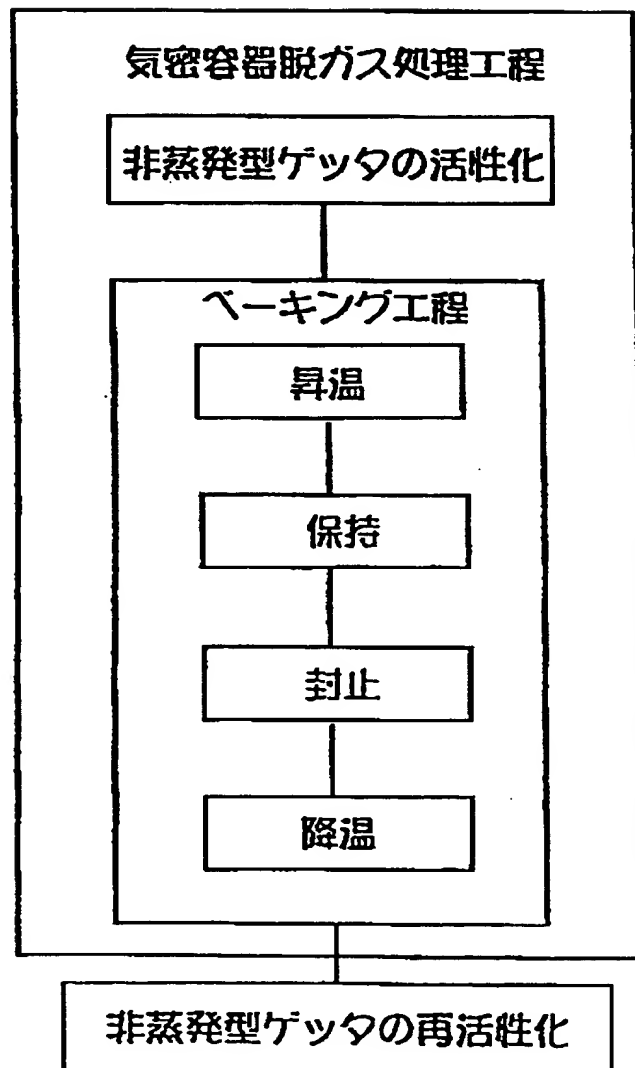 気密容器脱ガス処理工程
非蒸発型ゲッタの活性化
ベーキング工程
昇温
保持
封止
降温
非蒸発型ゲッタの再活性化